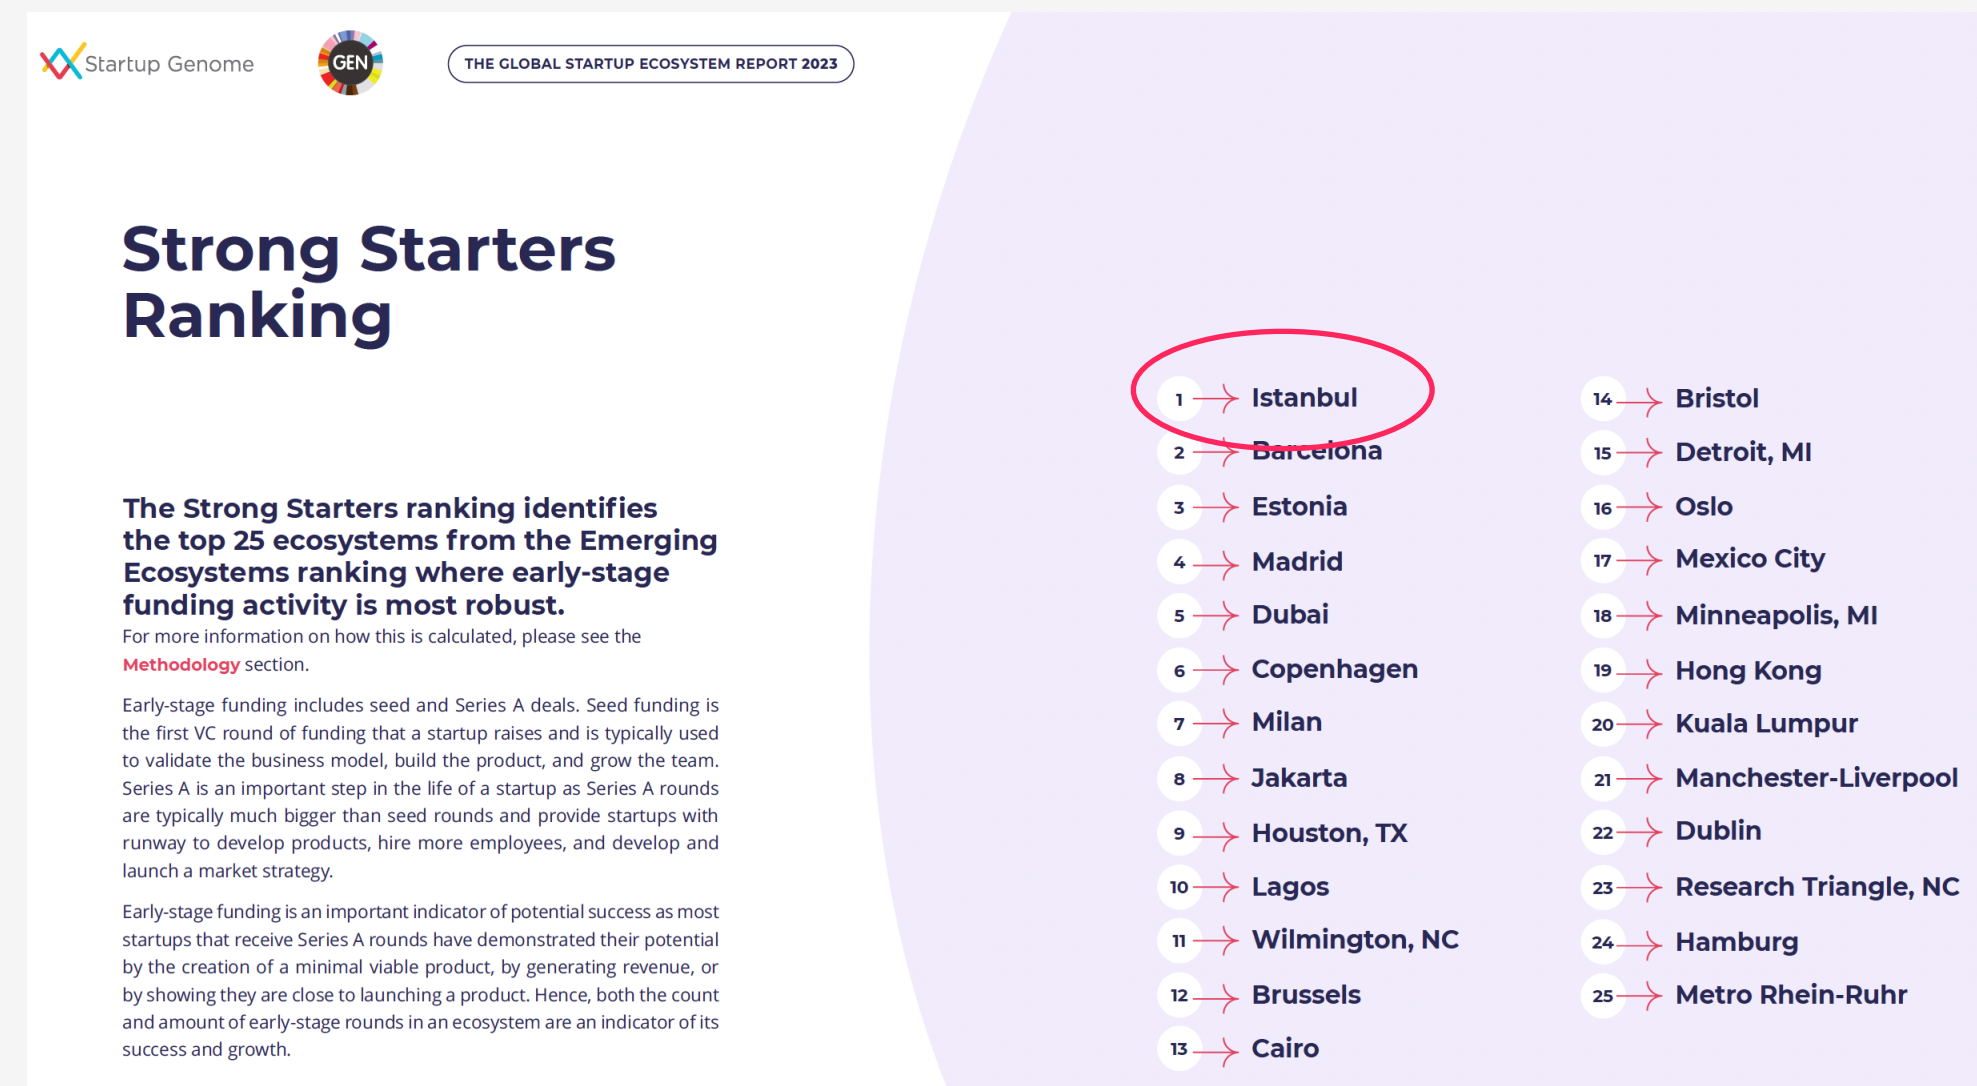 Startup Genome
GEN
THE GLOBAL STARTUP ECOSYSTEM REPORT 2023
Strong Starters
Ranking
The Strong Starters ranking identifies
the top 25 ecosystems from the Emerging
Ecosystems ranking where early-stage
funding activity is most robust.
For more information on how this is calculated, please see the
Methodology section.
Early-stage funding includes seed and Series A deals. Seed funding is
the first VC round of funding that a startup raises and is typically used
to validate the business model, build the product, and grow the team.
Series A is an important step in the life of a startup as Series A rounds
are typically much bigger than seed rounds and provide startups with
runway to develop products, hire more employees, and develop and
launch a market strategy.
Early-stage funding is an important indicator of potential success as most
startups that receive Series A rounds have demonstrated their potential
by the creation of a minimal viable product, by generating revenue, or
by showing they are close to launching a product. Hence, both the count
and amount of early-stage rounds in an ecosystem are an indicator of its
success and growth.
1 Istanbul
2 Barcelona
3 Estonia
4 Madrid
5 Dubai
6 Copenhagen
7 Milan
8 Jakarta
9 Houston, TX
10 Lagos
11 Wilmington, NC
12 Brussels
13 Cairo
14 Bristol
15 Detroit, MI
16 Oslo
17 Mexico City
18 Minneapolis, MI
19 Hong Kong
20 Kuala Lumpur
21 Manchester-Liverpool
22 Dublin
23 Research Triangle, NC
24 Hamburg
25 Metro Rhein-Ruhr